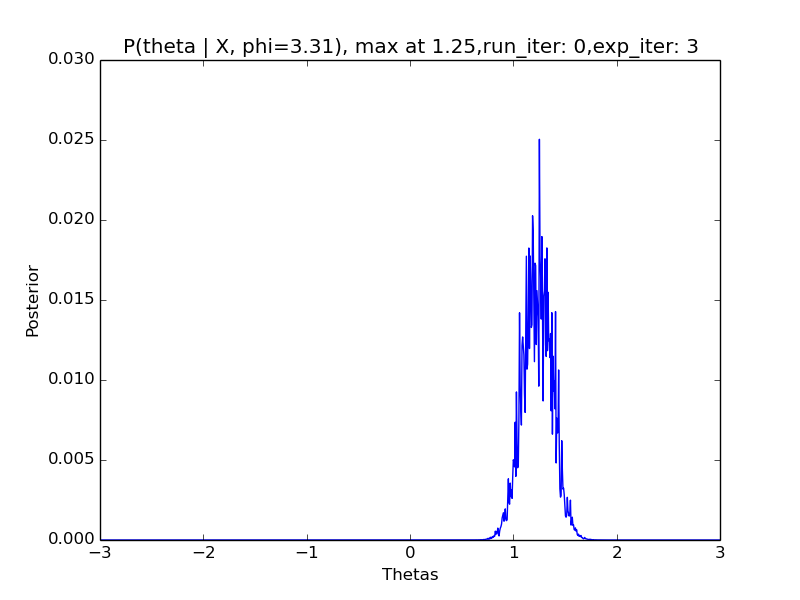 P(theta | X, phi=3.31), max at 1.25,run_iter: 0,exp_iter: 3
0.030
0.025
0.020
0.015
0.010
0.005
0.000
Posterior
−3 −2 −1 0 1 2 3
Thetas